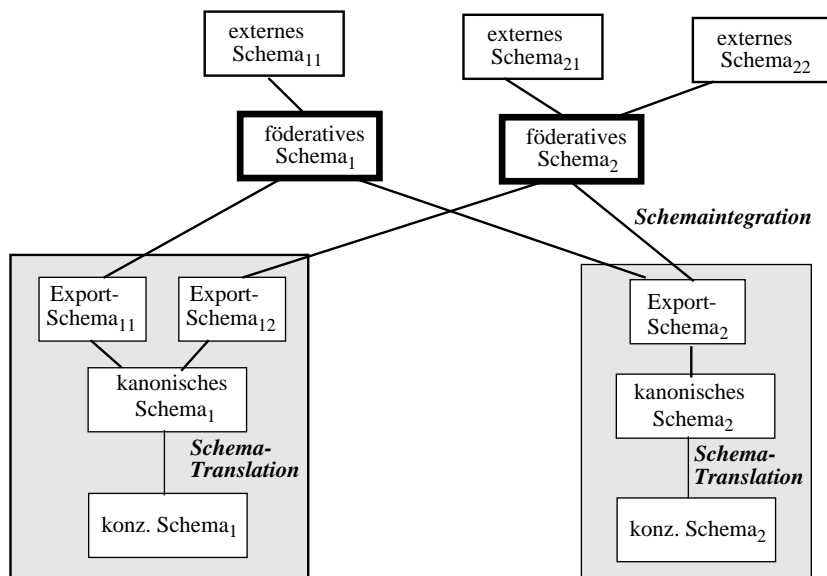 externes
Schema11
externes
Schema21
externes
Schema22
föderatives
Schema1
föderatives
Schema2
Schemaintegration
Export-
Schema11
Export-
Schema12
kanonisches
Schema1
Schema-
Translation
konz. Schema1
Export-
Schema2
kanonisches
Schema2
Schema-
Translation
konz. Schema2